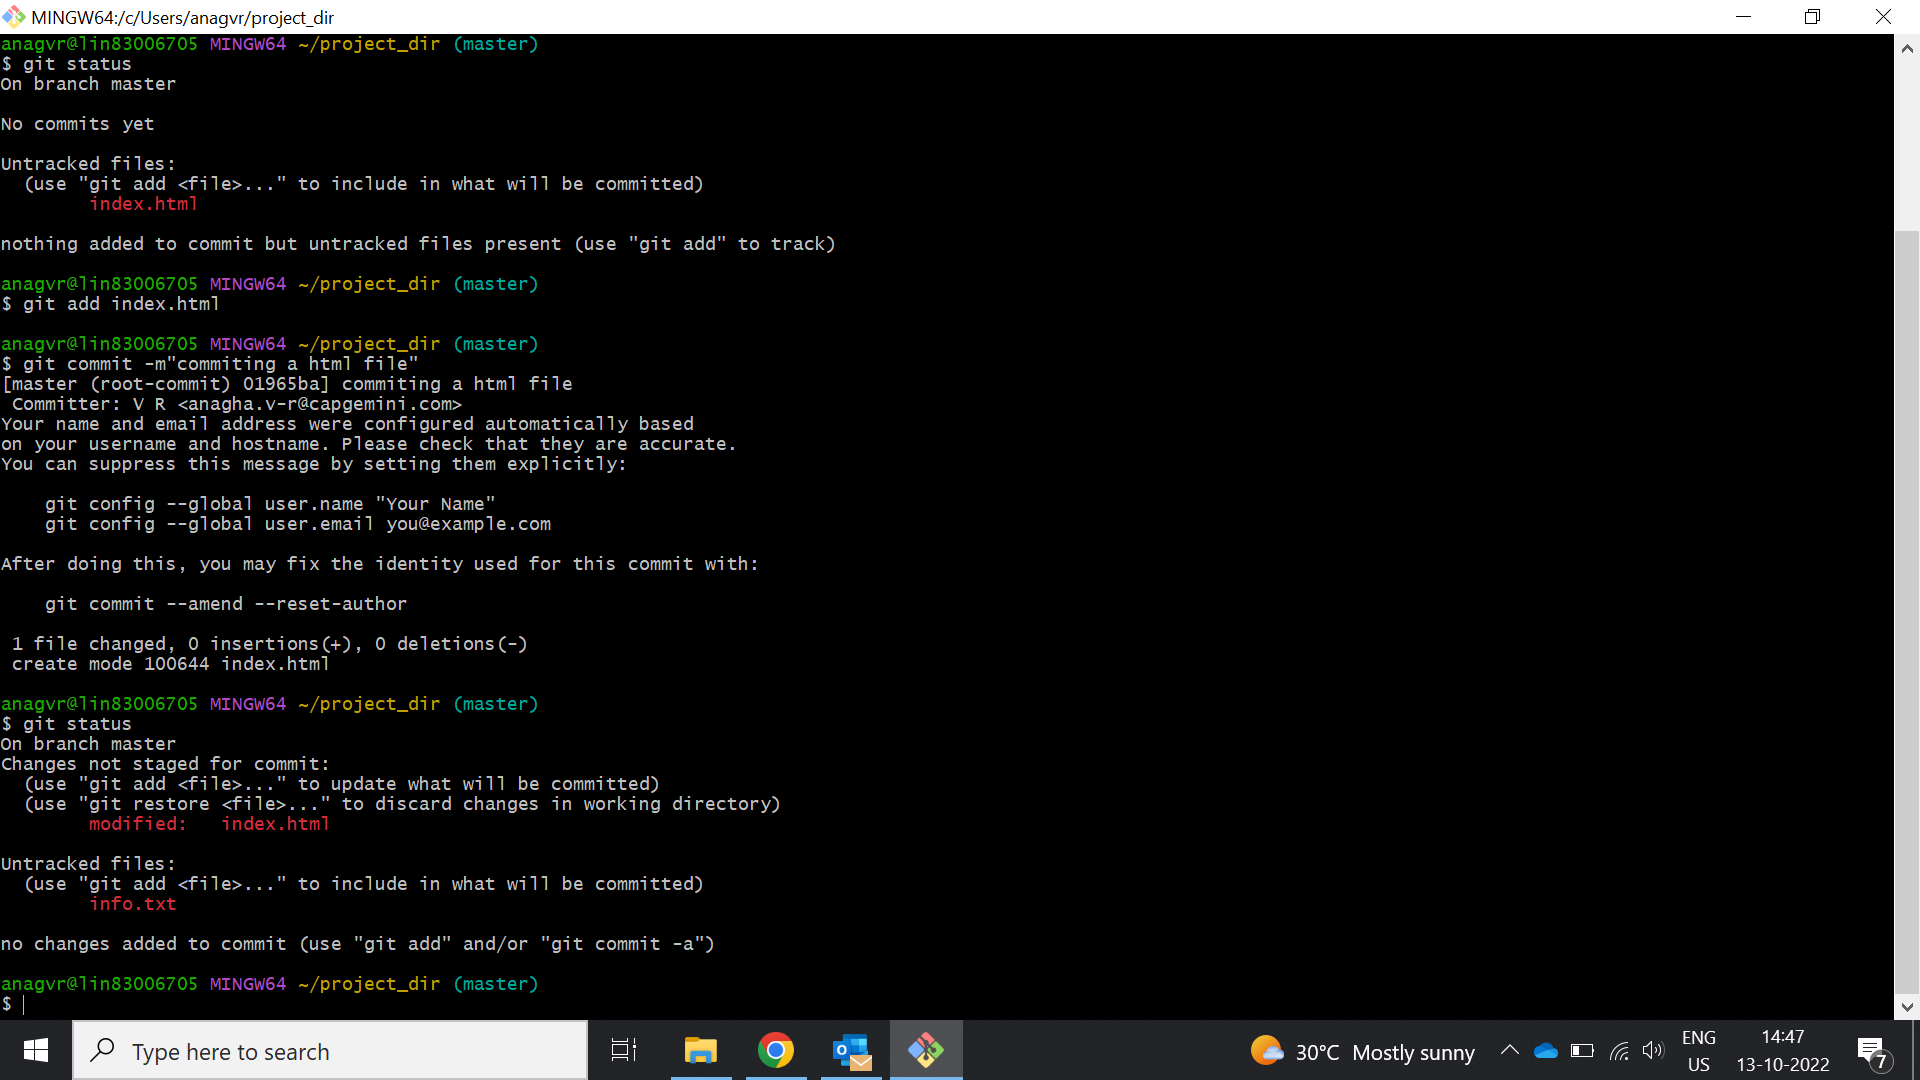 MINGW64:/c/Users/anagvr/project_dir
anagvr@lin83006705 MINGW64 ~/project_dir (master)
$ git status
On branch master

No commits yet

Untracked files:
  (use "git add <file>..." to include in what will be committed)
        index.html

nothing added to commit but untracked files present (use "git add" to track)

anagvr@lin83006705 MINGW64 ~/project_dir (master)
$ git add index.html

anagvr@lin83006705 MINGW64 ~/project_dir (master)
$ git commit -m"commiting a html file"
[master (root-commit) 01965ba] commiting a html file
 Committer: V R <anagha.v-r@capgemini.com>
Your name and email address were configured automatically based
on your username and hostname. Please check that they are accurate.
You can suppress this message by setting them explicitly:

    git config --global user.name "Your Name"
    git config --global user.email you@example.com

After doing this, you may fix the identity used for this commit with:

    git commit --amend --reset-author

 1 file changed, 0 insertions(+), 0 deletions(-)
 create mode 100644 index.html

anagvr@lin83006705 MINGW64 ~/project_dir (master)
$ git status
On branch master
Changes not staged for commit:
  (use "git add <file>..." to update what will be committed)
  (use "git restore <file>..." to discard changes in working directory)
        modified:   index.html

Untracked files:
  (use "git add <file>..." to include in what will be committed)
        info.txt

no changes added to commit (use "git add" and/or "git commit -a")

anagvr@lin83006705 MINGW64 ~/project_dir (master)
$
Type here to search
30°C Mostly sunny
ENG
US
14:47
13-10-2022
7